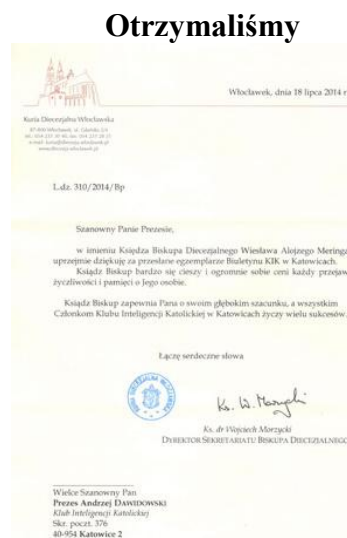 Otrzymaliśmy
Włocławek, dnia 18 lipca 2014 r
Kuria Diecezjalna Włocławska
L.dz. 310/2014/Bp
Szanowny Panie Prezesie,
w imieniu Księdza Biskupa Diecezjalnego Wiesława Alojzego Meringa
uprzejmie dziękuję za przesłane egzemplarze Biuletynu KIK w Katowicach.
Ksiądz Biskup bardzo się cieszy i ogromnie sobie ceni każdy przejaw
życzliwości i pamięci o Jego osobie.
Ksiądz Biskup zapewnia Pana o swoim głębokim szacunku, a wszystkim
Członkom Klubu Inteligencji Katolickiej w Katowicach życzy wielu sukcesów.
Łączę serdeczne słowa
Ks. W. Marzycki
Ks. dr Wojciech Marzycki
DYREKTOR SEKRETARIATU BISKUPA DIECEZJALNEGO
Wielce Szanowny Pan
Prezes Andrzej DAWIDOWSKI
Klub Inteligencji Katolickiej
Skr. poczt. 376
40-954 Katowice 2